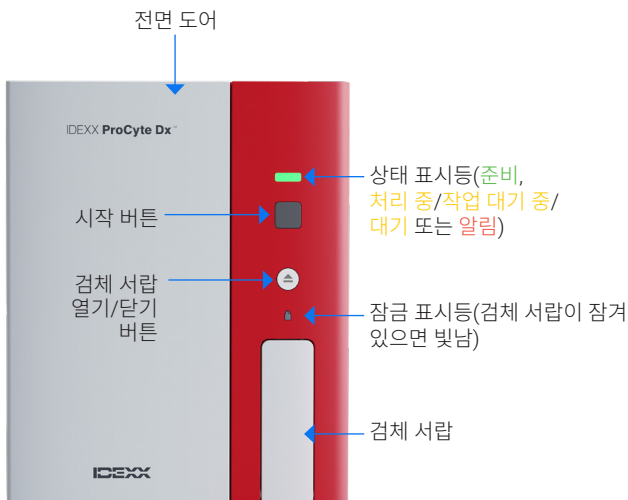 전면 도어
IDEXX ProCyte Dx™
상태 표시등(준비,
처리 중/작업 대기 중/
대기 또는 알림)
시작 버튼
검체 서랍
열기/닫기
버튼
잠금 표시등(검체 서랍이 잠겨
있으면 빛남)
검체 서랍
IDEXX